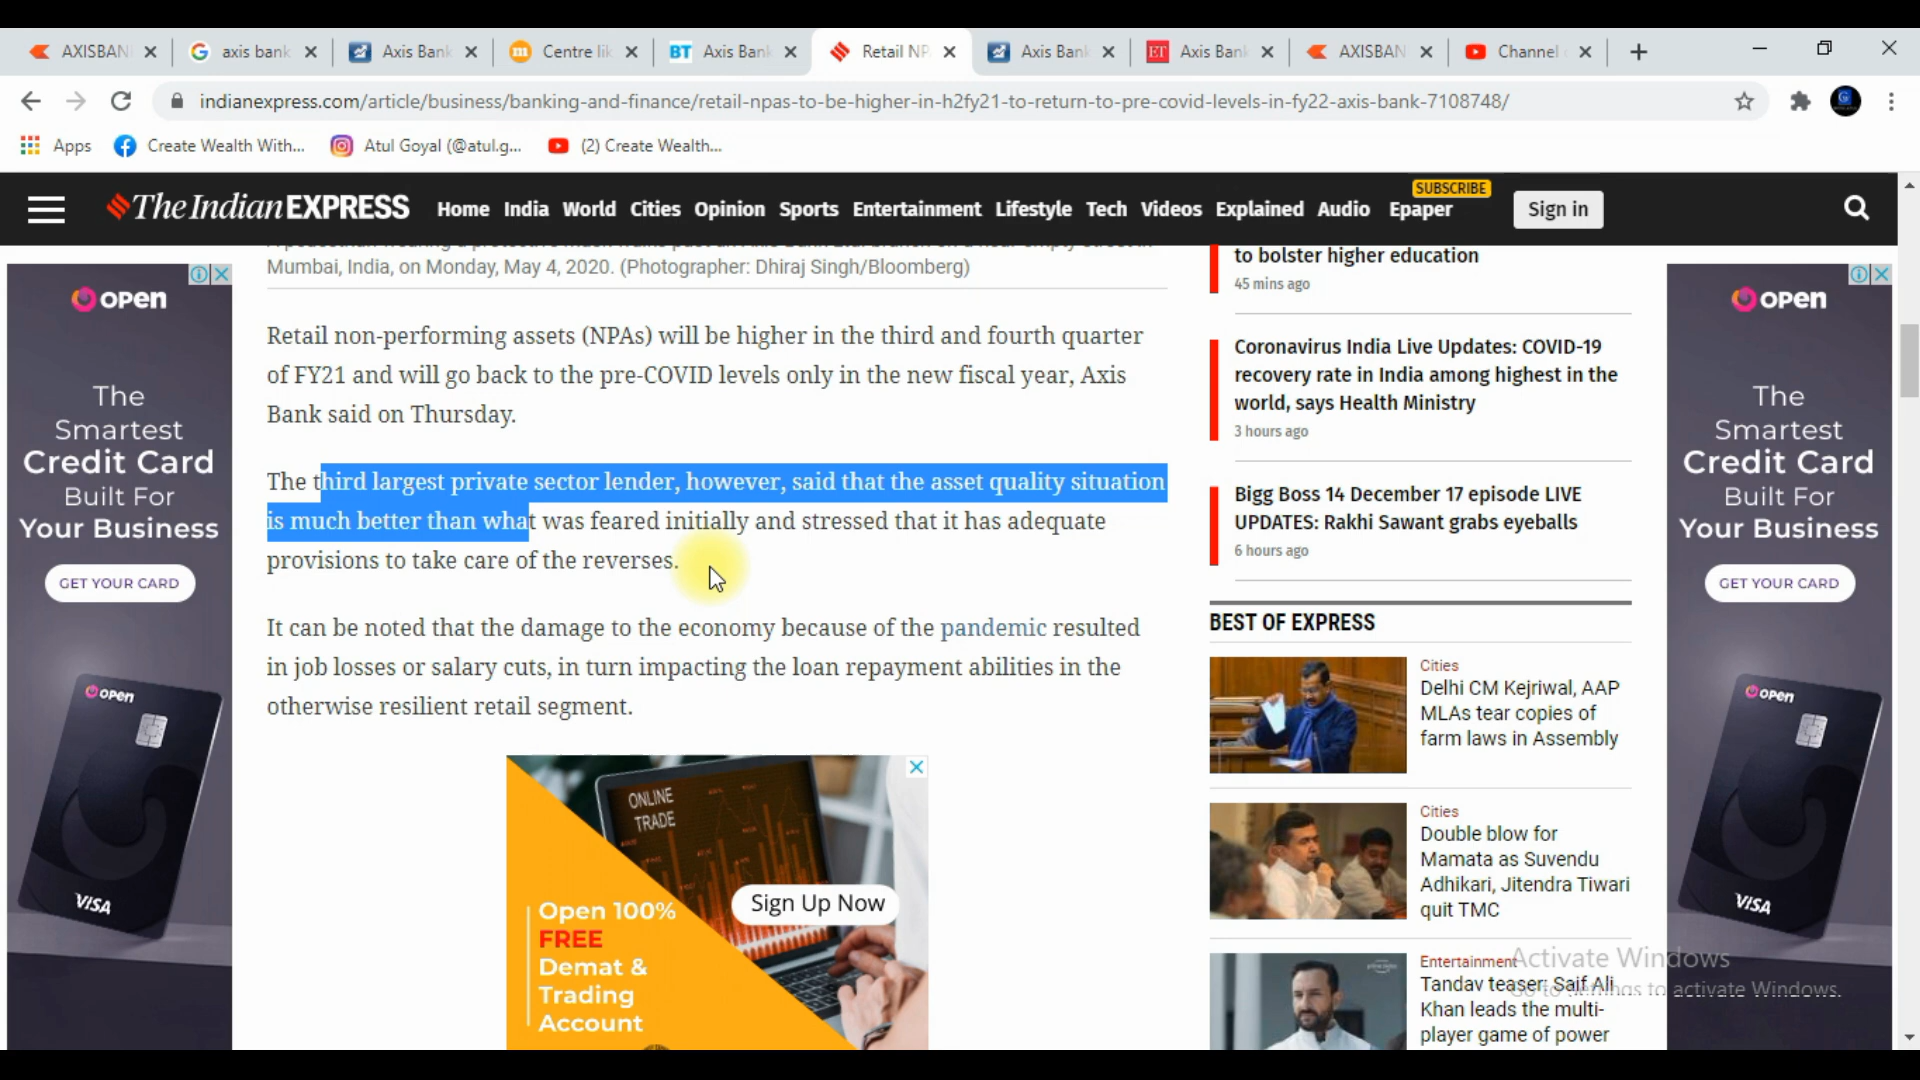 AXISBAN
axis bank
Axis Bank
Centre lik
BT Axis Bank
Retail NP
Axis Bank
ET Axis Bank
AXISBAN
Channel
indianexpress.com/article/business/banking-and-finance/retail-npas-to-be-higher-in-h2fy21-to-return-to-pre-covid-levels-in-fy22-axis-bank-7108748/
Apps
Create Wealth With...
Atul Goyal (@atul.g...
(2) Create Wealth...
The Indian EXPRESS
Home India World Cities Opinion Sports Entertainment Lifestyle Tech Videos Explained Audio Epaper
SUBSCRIBE
Sign in
Mumbai, India, on Monday, May 4, 2020. (Photographer: Dhiraj Singh/Bloomberg)
Retail non-performing assets (NPAs) will be higher in the third and fourth quarter
of FY21 and will go back to the pre-COVID levels only in the new fiscal year, Axis
Bank said on Thursday.
The third largest private sector lender, however, said that the asset quality situation
is much better than what was feared initially and stressed that it has adequate
provisions to take care of the reverses.
It can be noted that the damage to the economy because of the pandemic resulted
in job losses or salary cuts, in turn impacting the loan repayment abilities in the
otherwise resilient retail segment.
ONLINE
TRADE
Open 100%
FREE
Demat &
Trading
Account
Sign Up Now
OPEN
The
Smartest
Credit Card
Built For
Your Business
GET YOUR CARD
OPEN
VISA
to bolster higher education
45 mins ago
Coronavirus India Live Updates: COVID-19
recovery rate in India among highest in the
world, says Health Ministry
3 hours ago
Bigg Boss 14 December 17 episode LIVE
UPDATES: Rakhi Sawant grabs eyeballs
6 hours ago
BEST OF EXPRESS
Cities
Delhi CM Kejriwal, AAP
MLAs tear copies of
farm laws in Assembly
Cities
Double blow for
Mamata as Suvendu
Adhikari, Jitendra Tiwari
quit TMC
Entertainment
Tandav teaser: Saif Ali
Khan leads the multi-
player game of power
OPEN
The
Smartest
Credit Card
Built For
Your Business
GET YOUR CARD
OPEN
VISA
Activate Windows
Go to Settings to activate Windows.